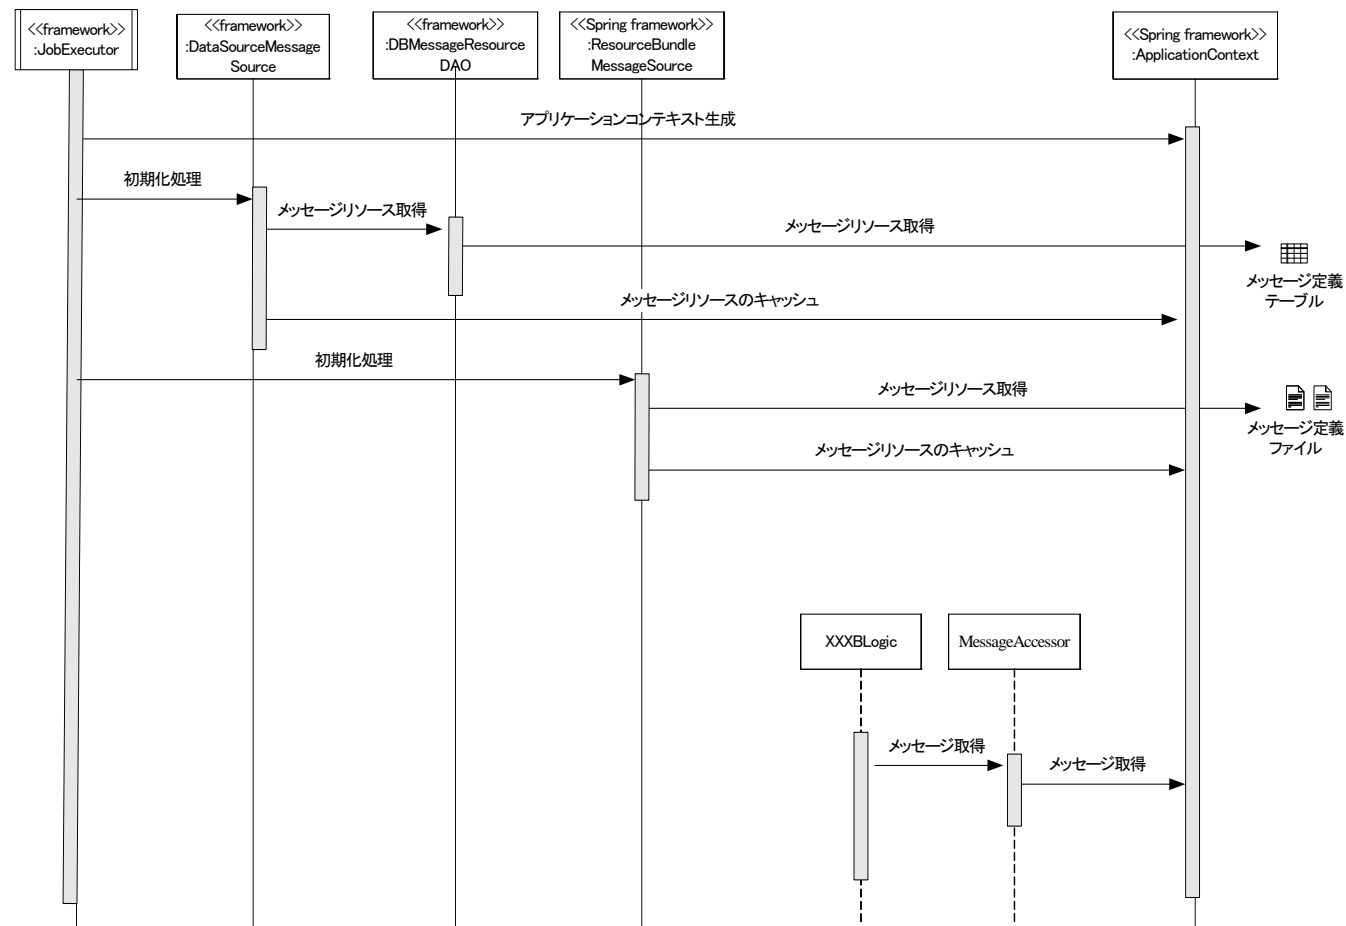 <<framework>>
:JobExecutor
<<framework>>
:DataSourceMessage
Source
<<framework>>
:DBMessageResource
DAO
<<Spring framework>>
:ResourceBundle
MessageSource
<<Spring framework>>
:ApplicationContext
アプリケーションコンテキスト生成
初期化処理
メッセージリソース取得
メッセージリソース取得
メッセージ定義
テーブル
メッセージリソースのキャッシュ
初期化処理
メッセージリソース取得
メッセージ定義
ファイル
メッセージリソースのキャッシュ
XXXBLogic
MessageAccessor
メッセージ取得
メッセージ取得